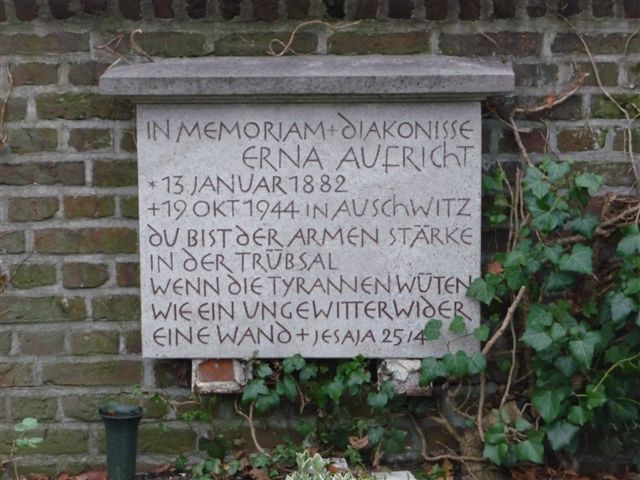 IN MEMORIAM + DIAKONISSE
ERNA AUFRICHT
* 13 JANUAR 1882
+ 19 OKT 1944 IN AUSCHWITZ
DU BIST DER ARMEN STÄRKE
IN DER TRÜBSAL
WENN DIE TYRANNEN WÜTEN
WIE EIN UNGEWITTER WIDER
EINE WAND + JESAJA 25/4